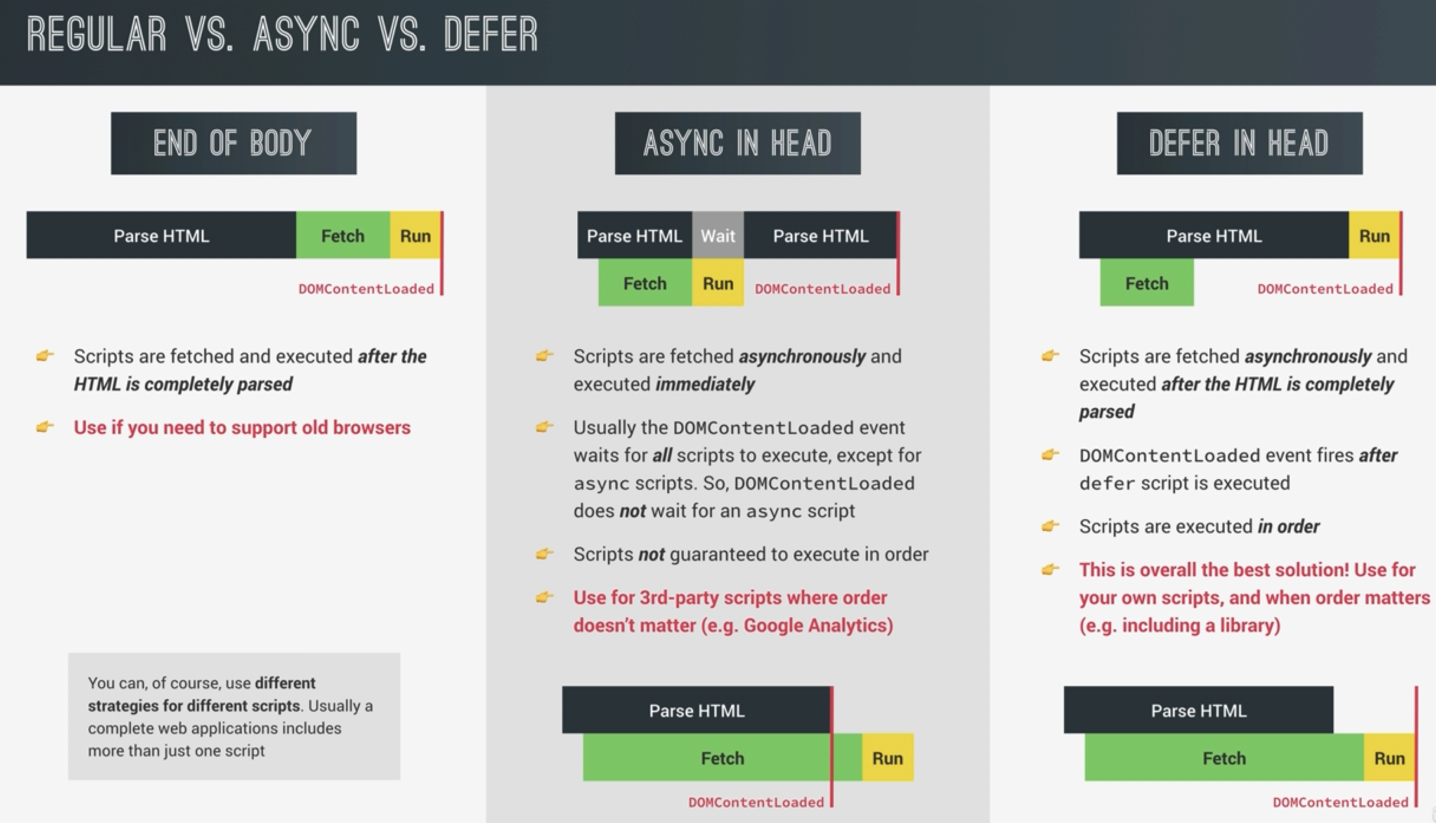 REGULAR VS. ASYNC VS. DEFER
END OF BODY
Parse HTML Fetch Run
DOMContentLoaded
Scripts are fetched and executed after the
HTML is completely parsed
Use if you need to support old browsers
You can, of course, use different
strategies for different scripts. Usually a
complete web applications includes
more than just one script
ASYNC IN HEAD
Parse HTML Wait Parse HTML
Fetch Run DOMContentLoaded
Scripts are fetched asynchronously and
executed immediately
Usually the DOMContentLoaded event
waits for all scripts to execute, except for
async scripts. So, DOMContentLoaded
does not wait for an async script
Scripts not guaranteed to execute in order
Use for 3rd-party scripts where order
doesn’t matter (e.g. Google Analytics)
Parse HTML
Fetch Run
DOMContentLoaded
DEFER IN HEAD
Parse HTML Run
Fetch DOMContentLoaded
Scripts are fetched asynchronously and
executed after the HTML is completely
parsed
DOMContentLoaded event fires after
defer script is executed
Scripts are executed in order
This is overall the best solution! Use for
your own scripts, and when order matters
(e.g. including a library)
Parse HTML
Fetch Run
DOMContentLoaded